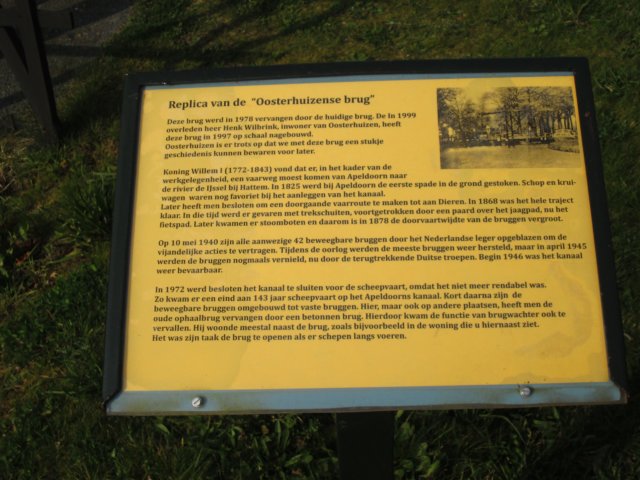 Replica van de "Oosterhuizense brug"
Deze brug werd in 1978 vervangen door de huidige brug. De in 1999
overleden heer Henk Wilbrink, inwoner van Oosterhuizen, heeft
deze brug in 1997 op schaal nagebouwd.
Oosterhuizen is er trots op dat we met deze brug een stukje
geschiedenis kunnen bewaren voor later.
Koning Willem I (1772-1843) vond dat er, in het kader van de
werkgelegenheid, een vaarweg moest komen van Apeldoorn naar
de rivier de IJssel bij Hattem. In 1825 werd bij Apeldoorn de eerste spade in de grond gestoken. Schop en krui-
wagen waren nog favoriet bij het aanleggen van het kanaal.
Later heeft men besloten om een doorgaande vaarroute te maken tot aan Dieren. In 1868 was het hele traject
klaar. In die tijd werd er gevaren met trekschuiten, voortgetrokken door een paard over het jaagpad, nu het
fietspad. Later kwamen er stoomboten en daarom is in 1878 de doorvaartwijdte van de bruggen vergroot.
Op 10 mei 1940 zijn alle aanwezige 42 beweegbare bruggen door het Nederlandse leger opgeblazen om de
vijandelijke acties te vertragen. Tijdens de oorlog werden de meeste bruggen weer hersteld, maar in april 1945
werden de bruggen nogmaals vernield, nu door de terugtrekkende Duitse troepen. Begin 1946 was het kanaal
weer bevaarbaar.
In 1972 werd besloten het kanaal te sluiten voor de scheepvaart, omdat het niet meer rendabel was.
Zo kwam er een eind aan 143 jaar scheepvaart op het Apeldoorns kanaal. Kort daarna zijn de
beweegbare bruggen omgebouwd tot vaste bruggen. Hier, maar ook op andere plaatsen, heeft men de
oude ophaalbrug vervangen door een betonnen brug. Hierdoor kwam de functie van brugwachter ook te
vervallen. Hij woonde meestal naast de brug, zoals bijvoorbeeld in de woning die u hiernaast ziet.
Het was zijn taak de brug te openen als er schepen langs voeren.